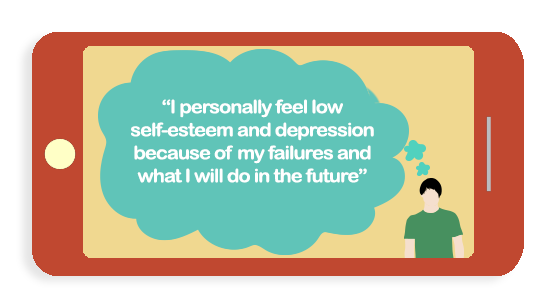 “I personally feel low
self-esteem and depression
because of my failures and
what I will do in the future”